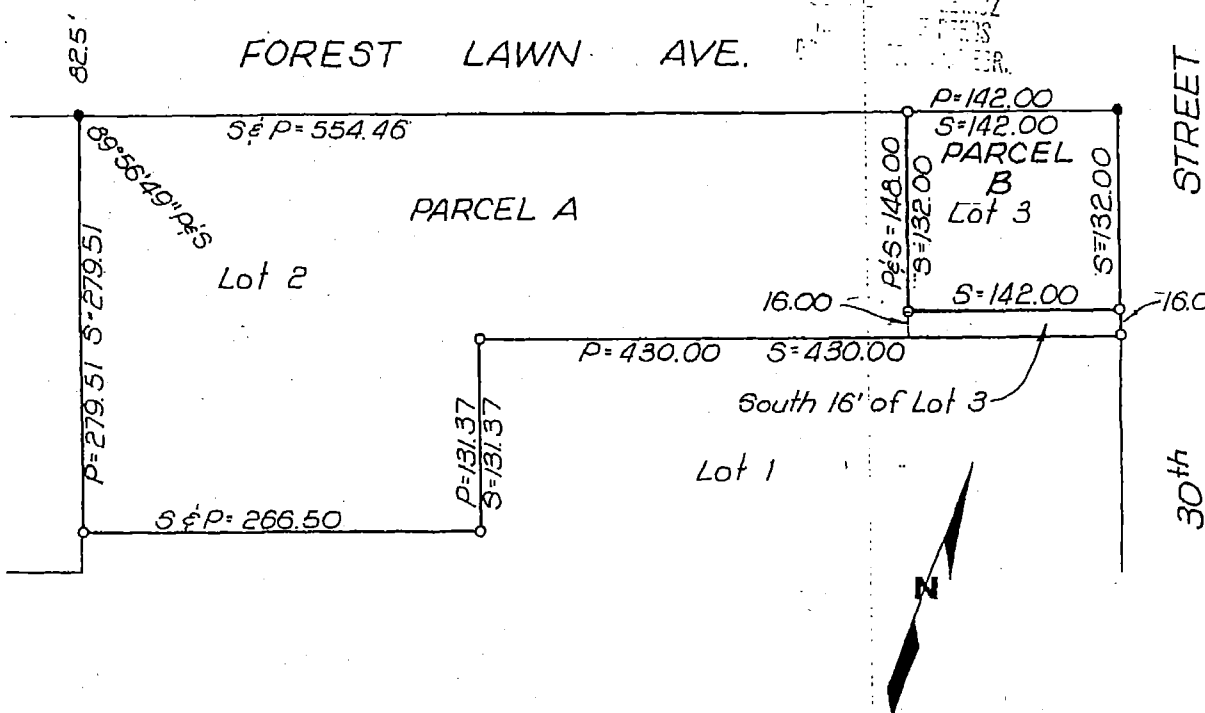 82.5'
FOREST LAWN AVE.
STREET
P=142.00
S & P= 554.46
S=142.00
89°56'49" P&S
P&S=148.00
S=132.00
PARCEL
B
Lot 3
S=132.00
PARCEL A
P=279.51 S=279.51
Lot 2
16.00
S=142.00
P=430.00 S=430.00
South 16' of Lot 3
P=131.37
S=131.37
Lot 1
30th
S & P= 266.50
N